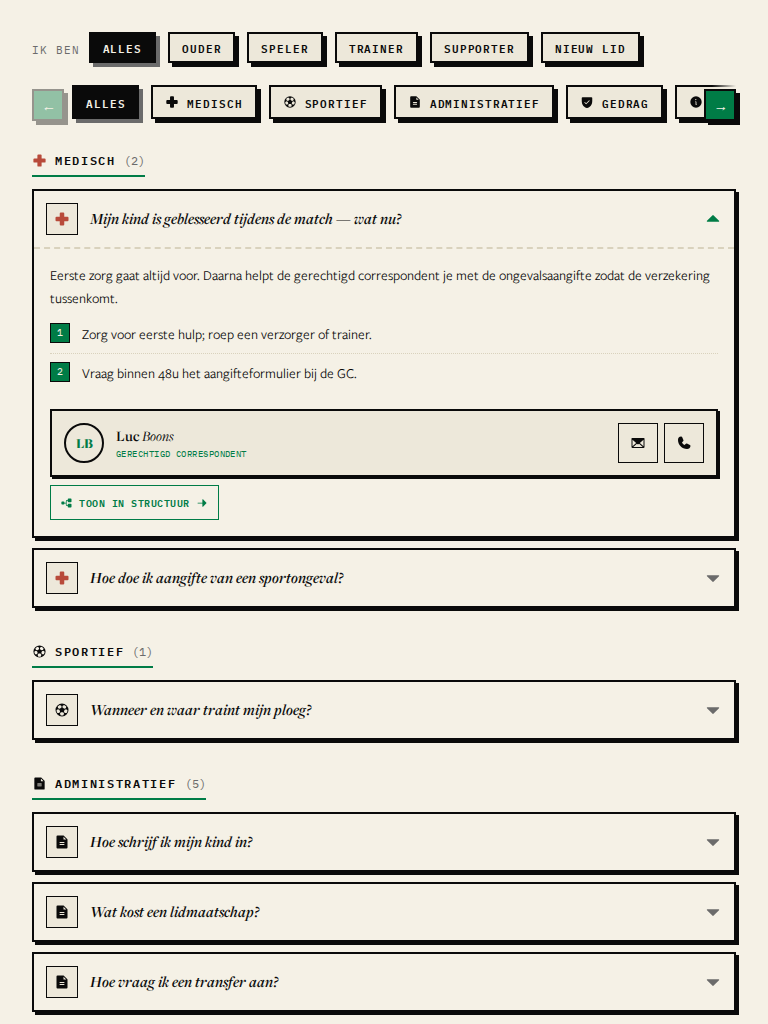 IK BEN ALLES OUDER SPELER TRAINER SUPPORTER NIEUW LID
← ALLES MEDISCH SPORTIEF ADMINISTRATIEF GEDRAG →
MEDISCH (2)
Mijn kind is geblesseerd tijdens de match — wat nu?
Eerste zorg gaat altijd voor. Daarna helpt de gerechtigd correspondent je met de ongevalsaangifte zodat de verzekering
tussenkomt.
1 Zorg voor eerste hulp; roep een verzorger of trainer.
2 Vraag binnen 48u het aangifteformulier bij de GC.
LB Luc Boons
GERECHTIGD CORRESPONDENT
TOON IN STRUCTUUR →
Hoe doe ik aangifte van een sportongeval?
SPORTIEF (1)
Wanneer en waar traint mijn ploeg?
ADMINISTRATIEF (5)
Hoe schrijf ik mijn kind in?
Wat kost een lidmaatschap?
Hoe vraag ik een transfer aan?